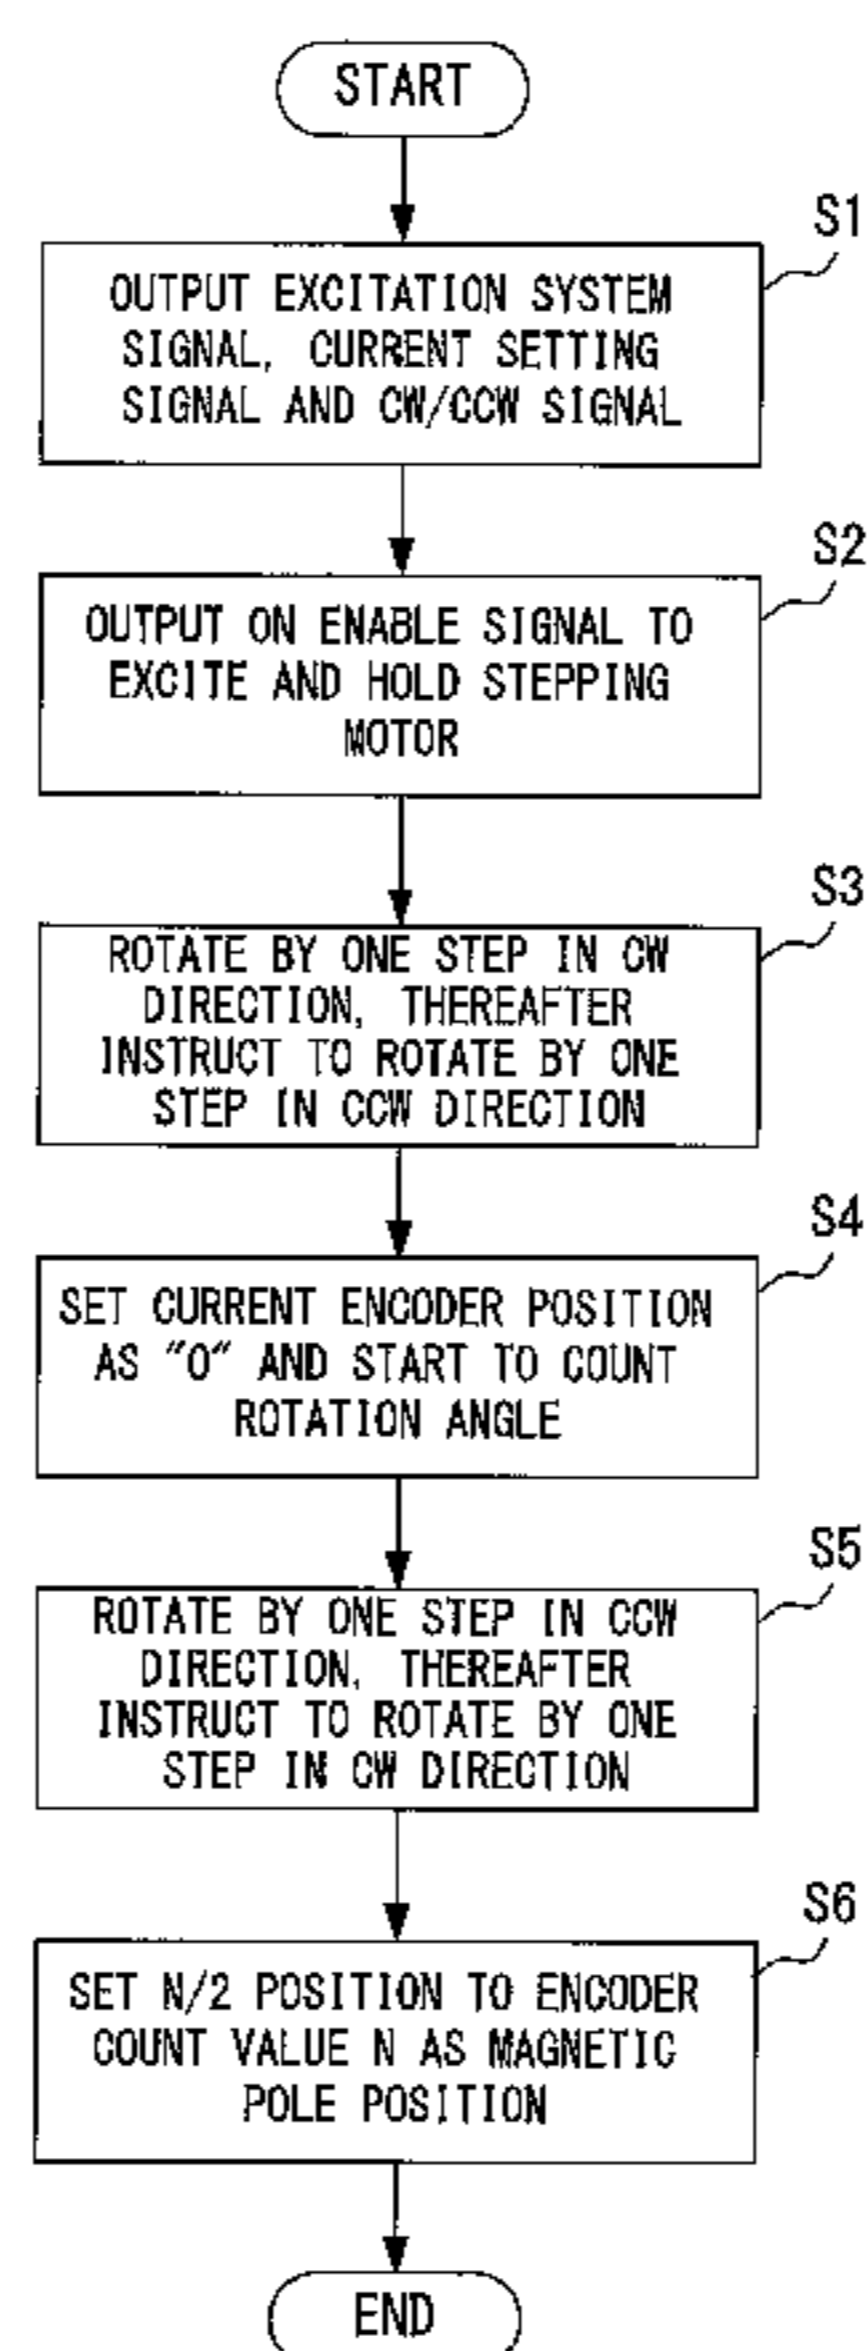 START
S1
OUTPUT EXCITATION SYSTEM
SIGNAL, CURRENT SETTING
SIGNAL AND CW/CCW SIGNAL
S2
OUTPUT ON ENABLE SIGNAL TO
EXCITE AND HOLD STEPPING
MOTOR
S3
ROTATE BY ONE STEP IN CW
DIRECTION, THEREAFTER
INSTRUCT TO ROTATE BY ONE
STEP IN CCW DIRECTION
S4
SET CURRENT ENCODER POSITION
AS "0" AND START TO COUNT
ROTATION ANGLE
S5
ROTATE BY ONE STEP IN CCW
DIRECTION, THEREAFTER
INSTRUCT TO ROTATE BY ONE
STEP IN CW DIRECTION
S6
SET N/2 POSITION TO ENCODER
COUNT VALUE N AS MAGNETIC
POLE POSITION
END